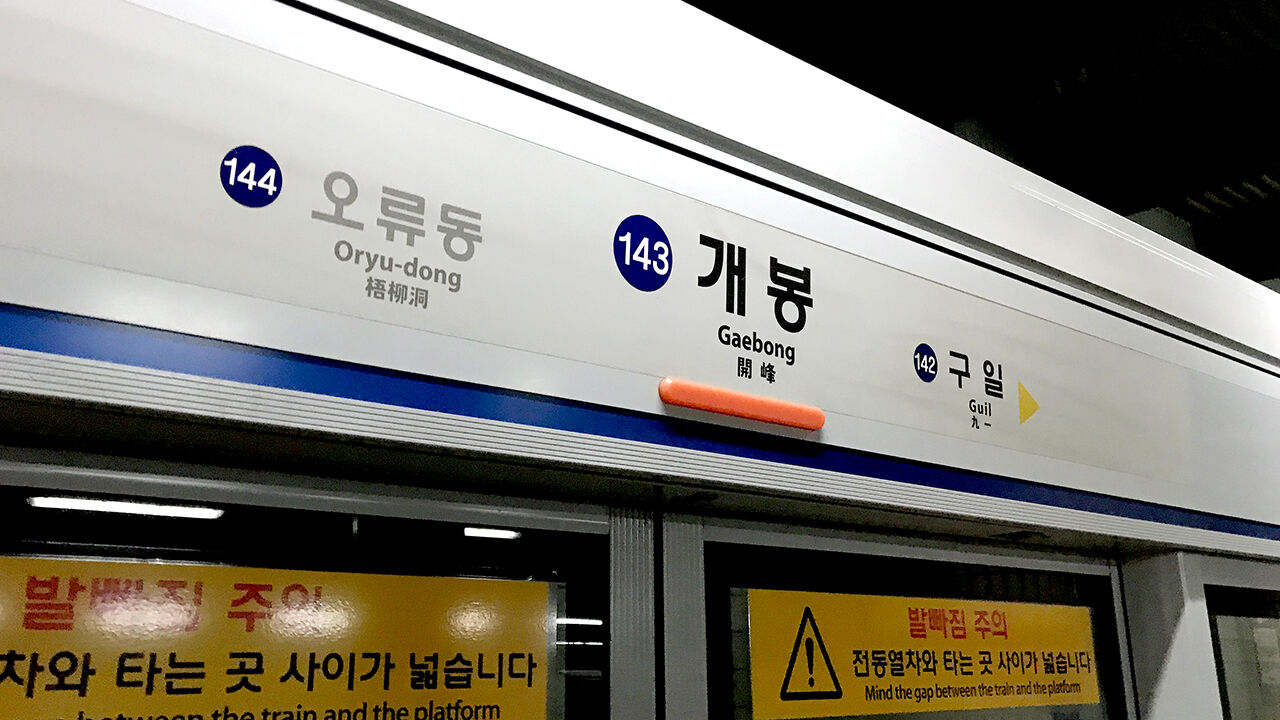 144
오류동
Oryu-dong
梧柳洞
143
개봉
Gaebong
開峰
142
구일
Guil
九一
발빠짐 주의
차와 타는 곳 사이가 넓습니다
between the train and the platform
발빠짐 주의
전동열차와 타는 곳 사이가 넓습니다
Mind the gap between the train and the platform